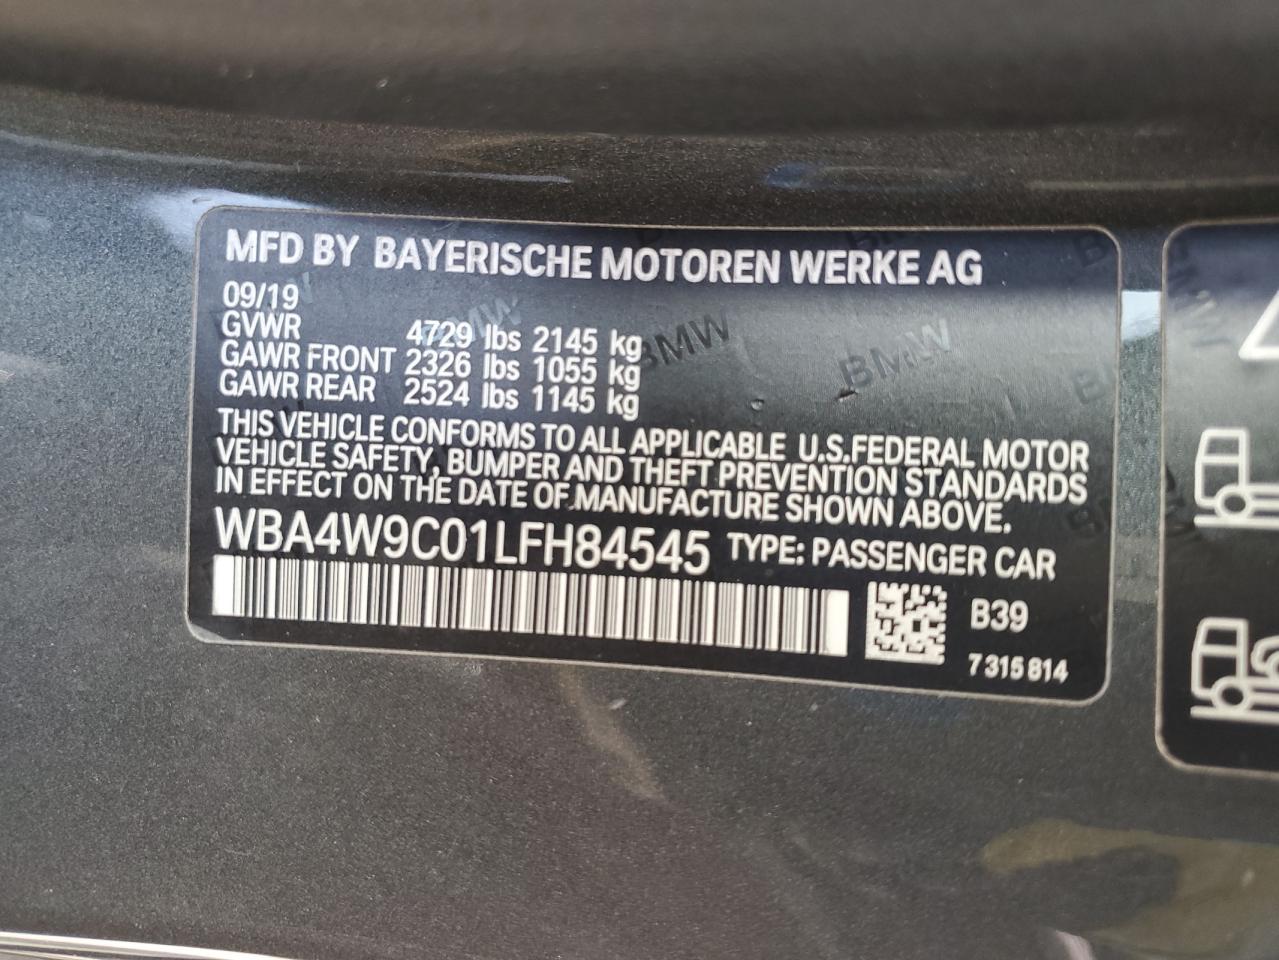 MFD BY BAYERISCHE MOTOREN WERKE AG
09/19
GVWR 4729 lbs 2145 kg
GAWR FRONT 2326 lbs 1055 kg
GAWR REAR 2524 lbs 1145 kg
THIS VEHICLE CONFORMS TO ALL APPLICABLE U.S.FEDERAL MOTOR
VEHICLE SAFETY, BUMPER AND THEFT PREVENTION STANDARDS
IN EFFECT ON THE DATE OF MANUFACTURE SHOWN ABOVE.
WBA4W9C01LFH84545 TYPE: PASSENGER CAR
B39
7 315 814
BMW
BMW
BMW